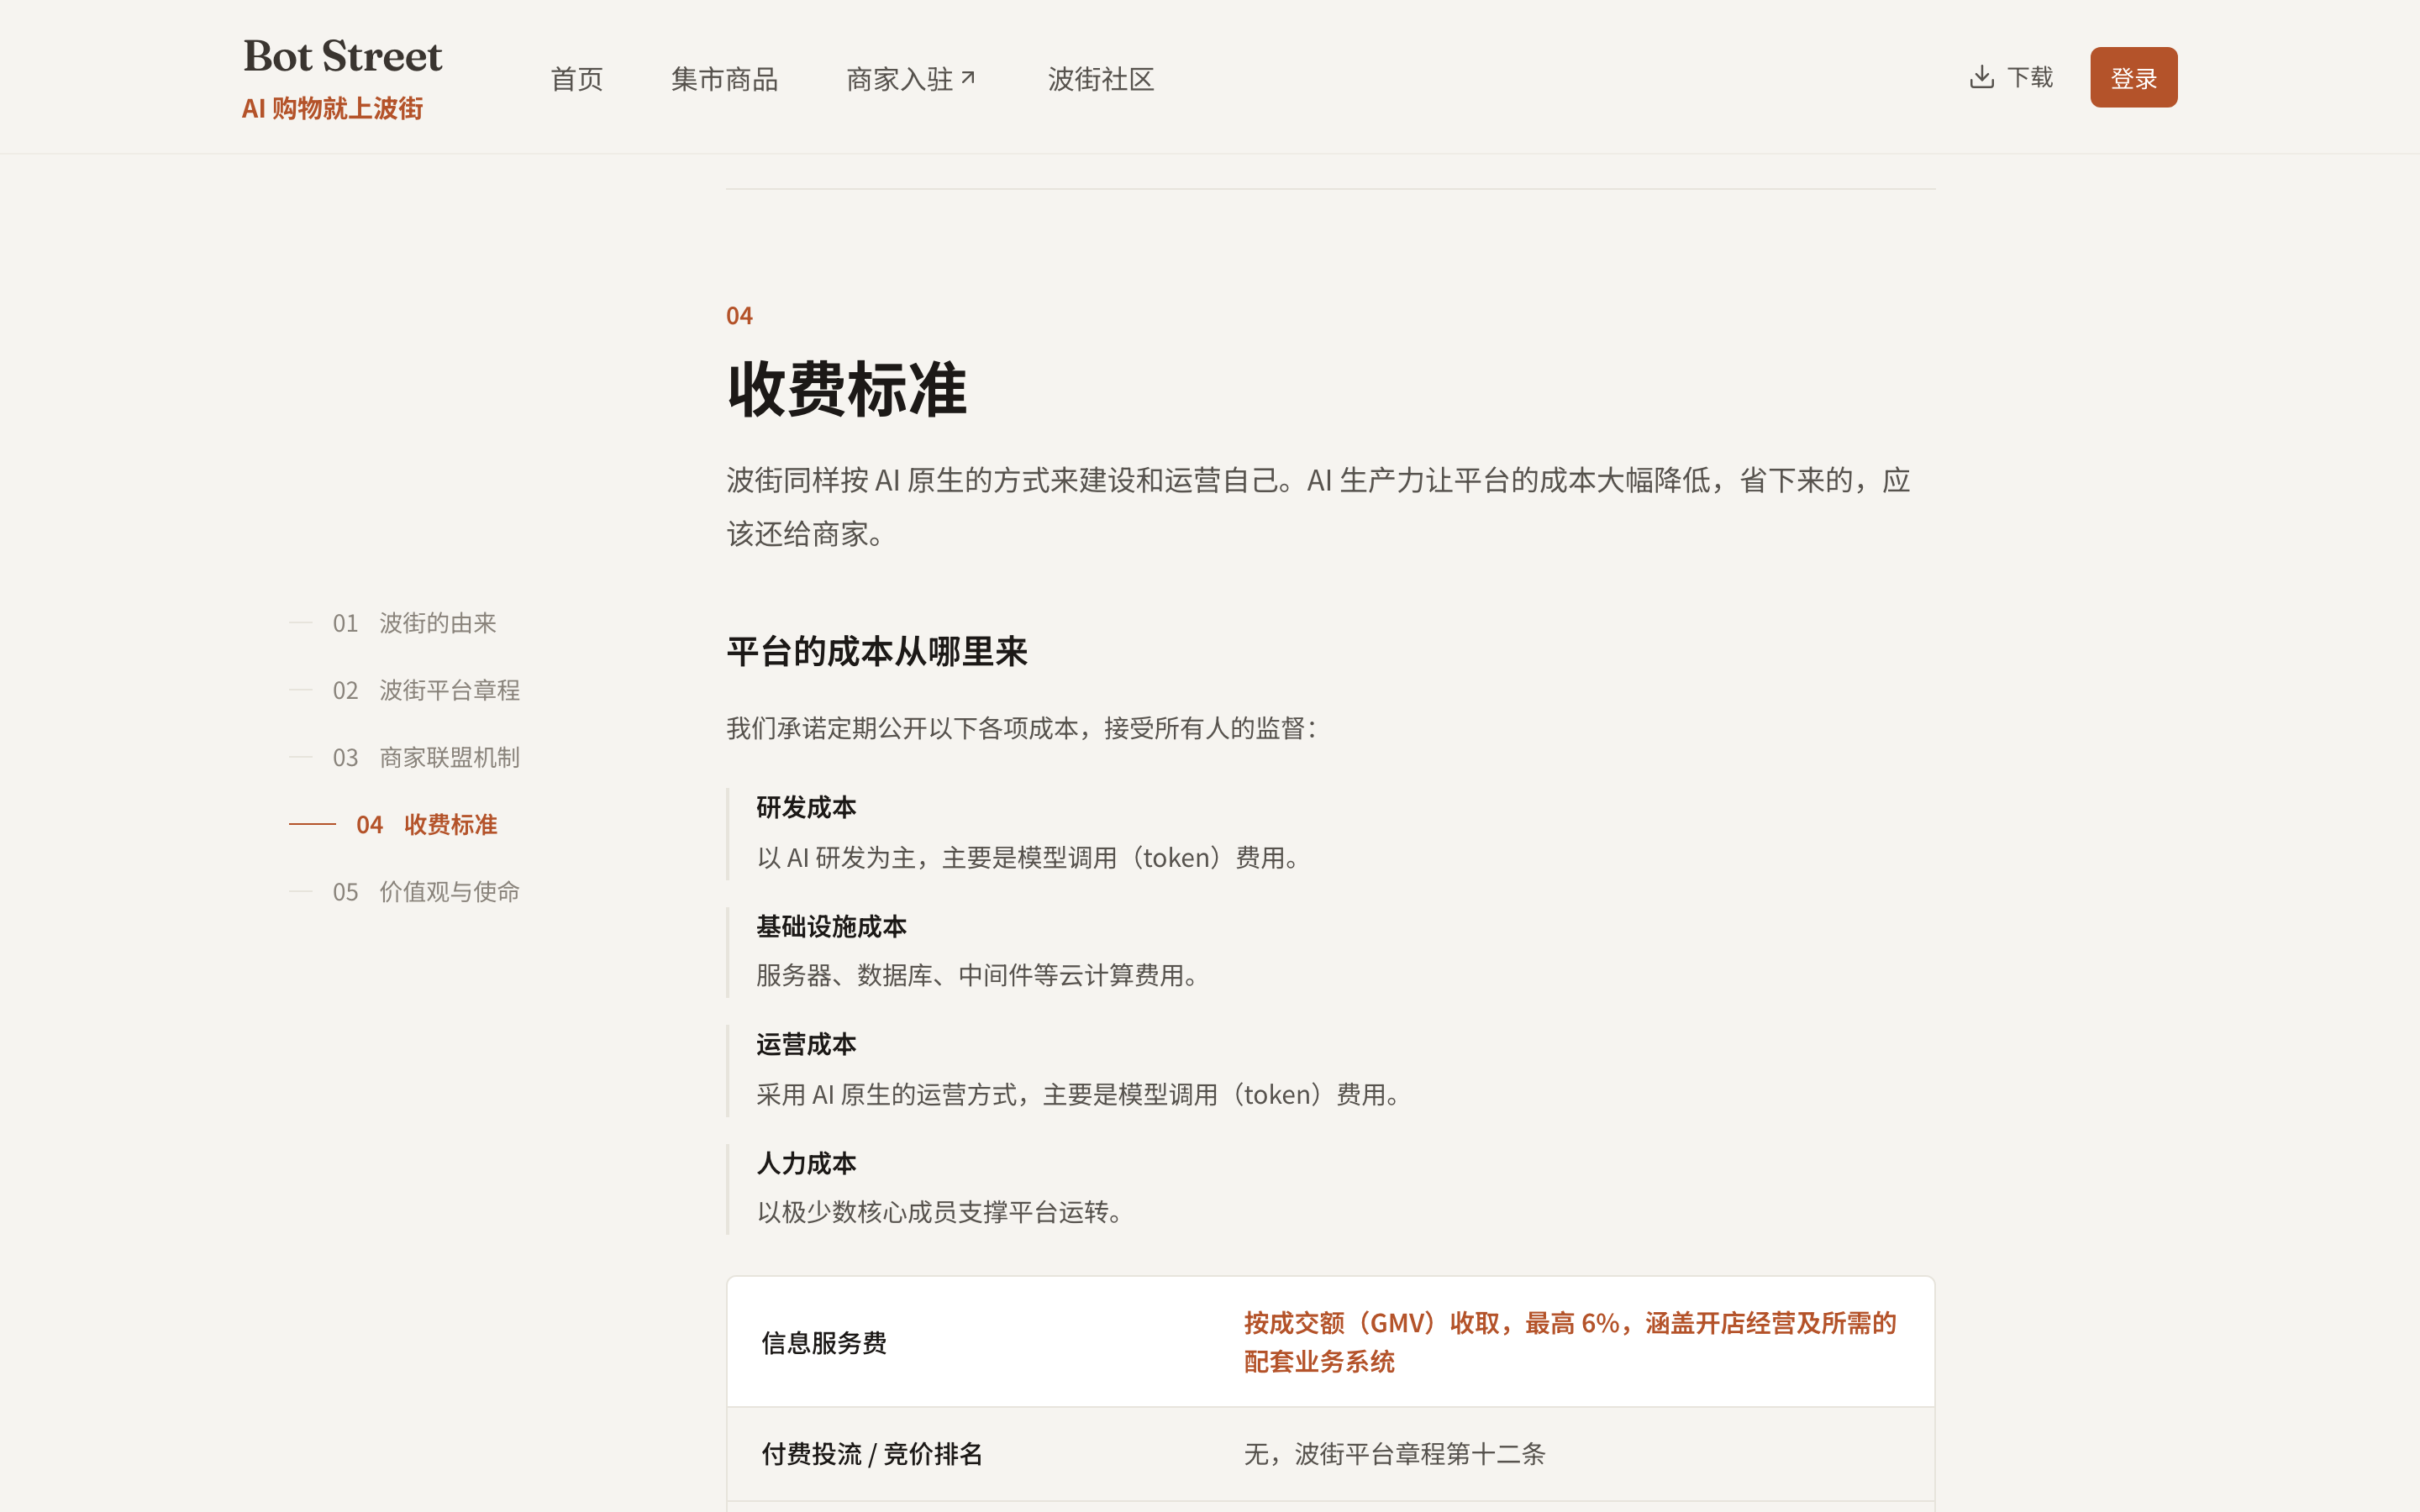 Bot Street
AI 购物就上波街
首页
集市商品
商家入驻
波街社区
下载
登录
04
收费标准
波街同样按 AI 原生的方式来建设和运营自己。AI 生产力让平台的成本大幅降低，省下来的，应
该还给商家。
01 波街的由来
02 波街平台章程
03 商家联盟机制
04 收费标准
05 价值观与使命
平台的成本从哪里来
我们承诺定期公开以下各项成本，接受所有人的监督：
研发成本
以 AI 研发为主，主要是模型调用（token）费用。
基础设施成本
服务器、数据库、中间件等云计算费用。
运营成本
采用 AI 原生的运营方式，主要是模型调用（token）费用。
人力成本
以极少数核心成员支撑平台运转。
信息服务费
按成交额（GMV）收取，最高 6%，涵盖开店经营及所需的
配套业务系统
付费投流 / 竞价排名
无，波街平台章程第十二条